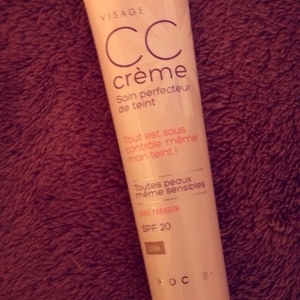 VISAGE
CC
crème
Soin perfecteur
de teint
Tout est sous
contrôle, même
mon teint !
Toutes peaux
même sensibles
SANS PARABEN
SPF 20